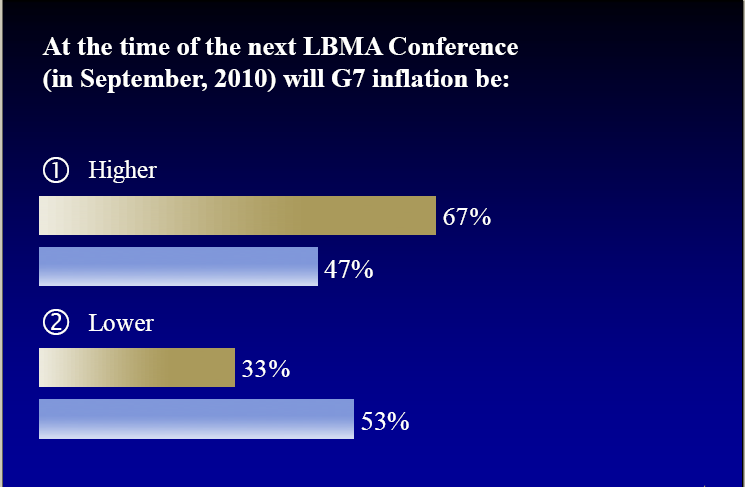 At the time of the next LBMA Conference
(in September, 2010) will G7 inflation be:
① Higher
67%
47%
② Lower
33%
53%